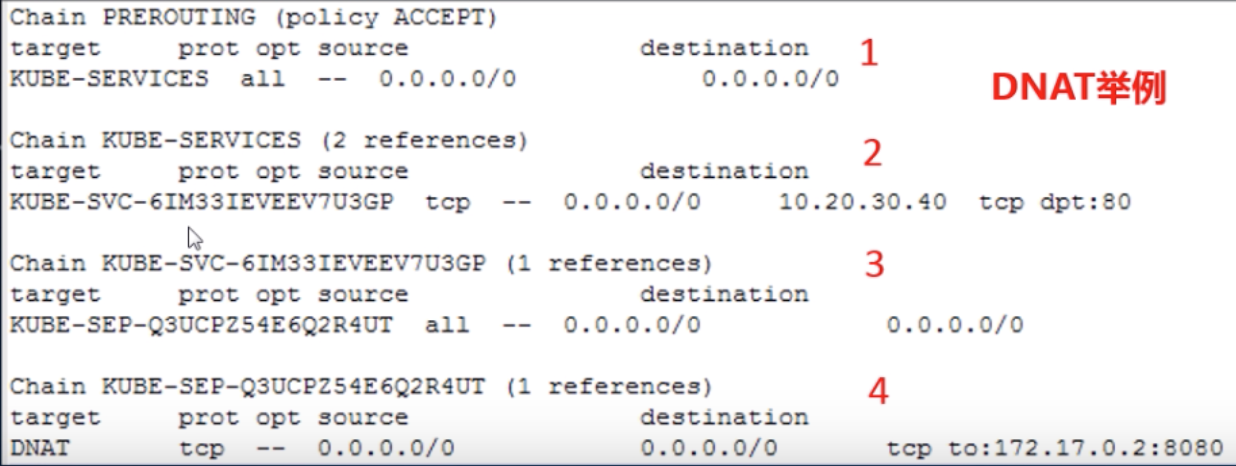 Chain PREROUTING (policy ACCEPT)
target prot opt source destination 1
KUBE-SERVICES all -- 0.0.0.0/0 0.0.0.0/0
DNAT举例
Chain KUBE-SERVICES (2 references)
2
target prot opt source destination
KUBE-SVC-6IM33IEVEEV7U3GP tcp -- 0.0.0.0/0 10.20.30.40 tcp dpt:80
Chain KUBE-SVC-6IM33IEVEEV7U3GP (1 references) 3
target prot opt source destination
KUBE-SEP-Q3UCPZ54E6Q2R4UT all -- 0.0.0.0/0 0.0.0.0/0
Chain KUBE-SEP-Q3UCPZ54E6Q2R4UT (1 references) 4
target prot opt source destination
DNAT tcp -- 0.0.0.0/0 0.0.0.0/0 tcp to:172.17.0.2:8080